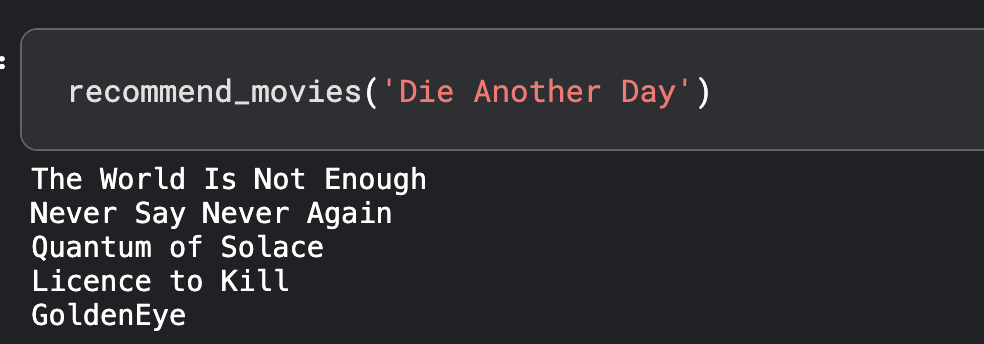 recommend_movies('Die Another Day')
The World Is Not Enough
Never Say Never Again
Quantum of Solace
Licence to Kill
GoldenEye